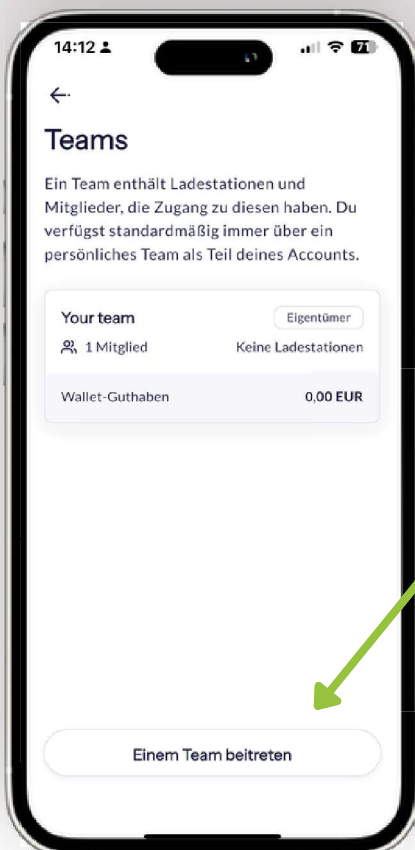 14:12
71
Teams
Ein Team enthält Ladestationen und
Mitglieder, die Zugang zu diesen haben. Du
verfügst standardmäßig immer über ein
persönliches Team als Teil deines Accounts.
Your team Eigentümer
1 Mitglied Keine Ladestationen
Wallet-Guthaben 0,00 EUR
Einem Team beitreten